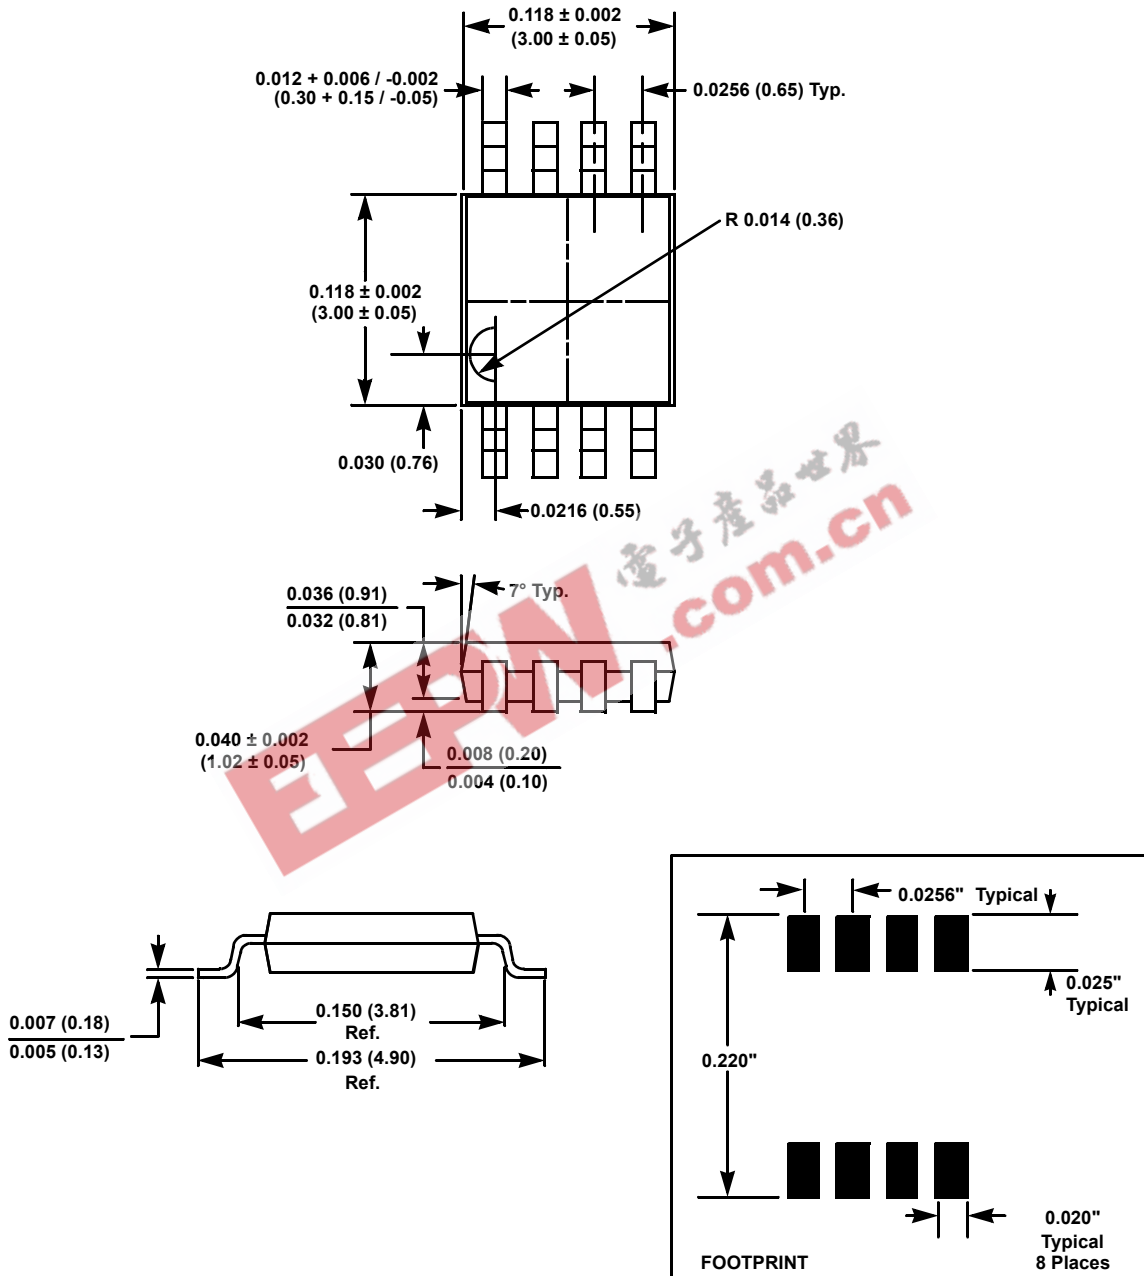 0.118 ± 0.002
(3.00 ± 0.05)
0.012 + 0.006 / -0.002
(0.30 + 0.15 / -0.05)
0.0256 (0.65) Typ.
R 0.014 (0.36)
0.118 ± 0.002
(3.00 ± 0.05)
0.030 (0.76)
0.0216 (0.55)
電子產品世界
EEPW.com.cn
7° Typ.
0.036 (0.91)
0.032 (0.81)
0.040 ± 0.002
(1.02 ± 0.05)
0.008 (0.20)
0.004 (0.10)
0.007 (0.18)
0.005 (0.13)
0.150 (3.81)
Ref.
0.193 (4.90)
Ref.
0.0256" Typical
0.025"
Typical
0.220"
0.020"
Typical
8 Places
FOOTPRINT